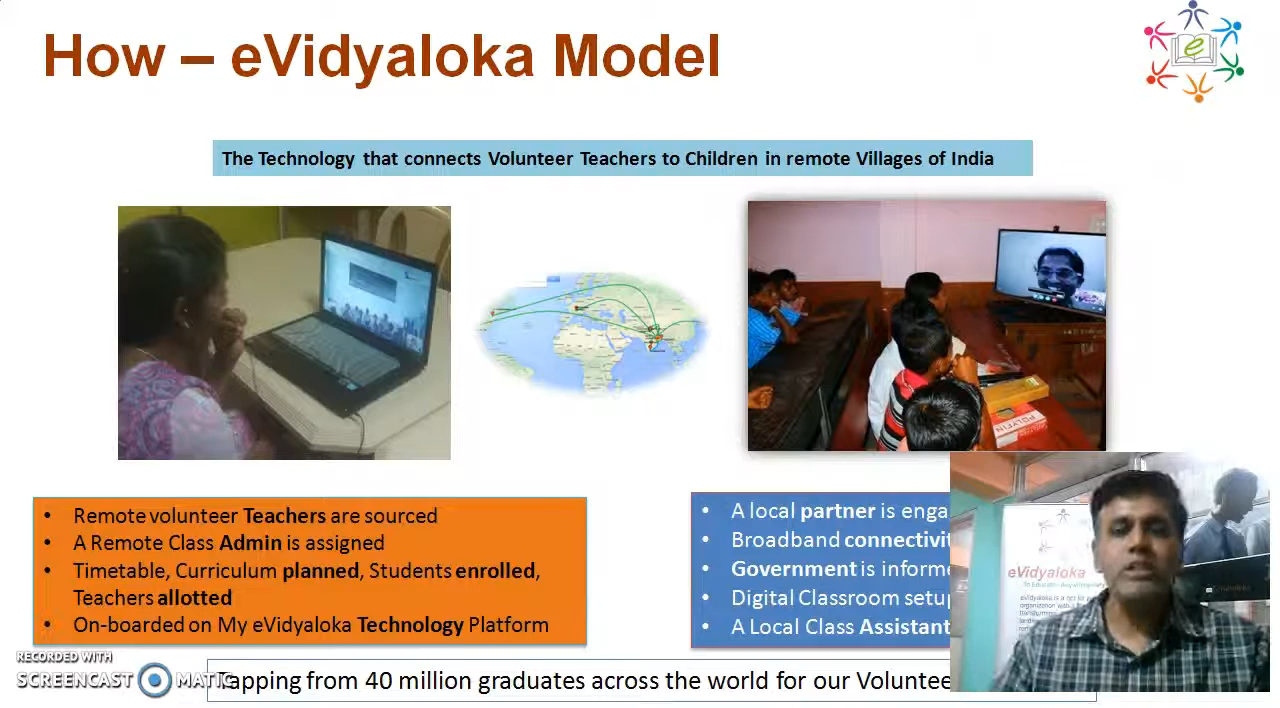 How – eVidyaloka Model
e
The Technology that connects Volunteer Teachers to Children in remote Villages of India
POLYFIN
• Remote volunteer Teachers are sourced
• A Remote Class Admin is assigned
• Timetable, Curriculum planned, Students enrolled,
Teachers allotted
• On-boarded on My eVidyaloka Technology Platform
• A local partner is enga
• Broadband connectivit
• Government is informe
• Digital Classroom setup
• A Local Class Assistant
eVidyaloka
RECORDED WITH
SCREENCAST MATIC
Tapping from 40 million graduates across the world for our Voluntee